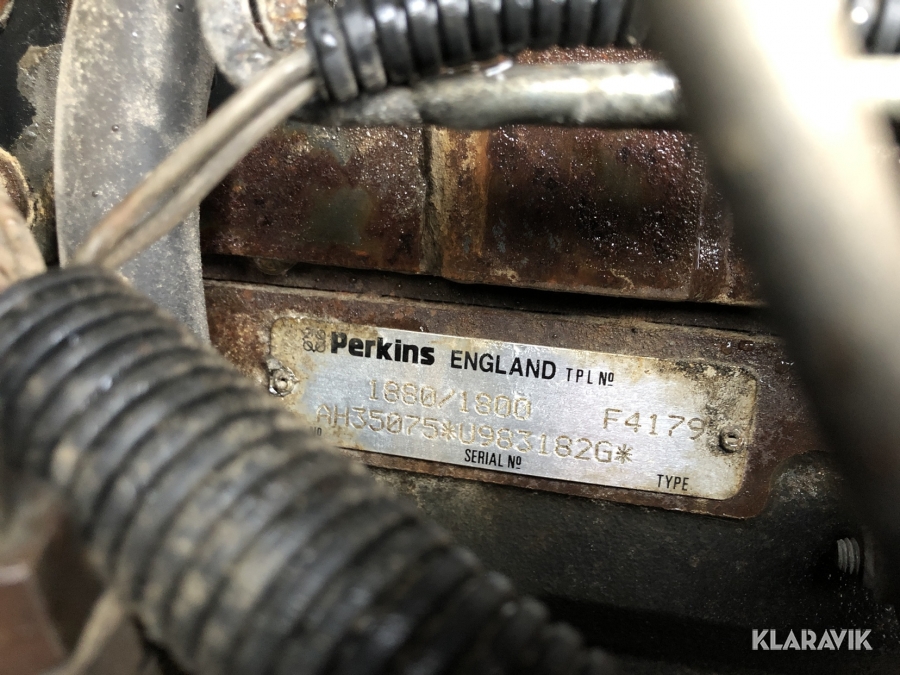 Perkins ENGLAND TPL Nº
1880/1800 F4179
AH35075*U983182G*
SERIAL Nº
TYPE
KLARAVIK